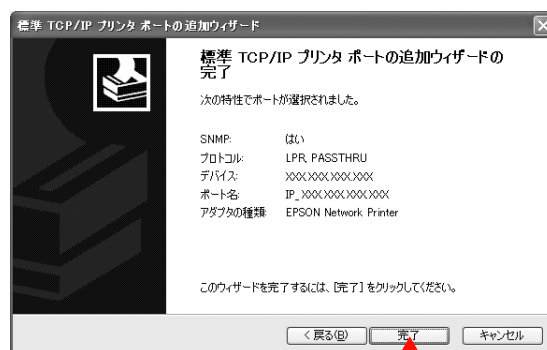 標準 TCP/IP プリンタ ポートの追加ウィザード
標準 TCP/IP プリンタ ポートの追加ウィザードの
完了
次の特性でポートが選択されました。
SNMP: はい
プロトコル: LPR, PASSTHRU
デバイス: XXX.XXX.XXX.XXX
ポート名: IP_XXX.XXX.XXX.XXX
アダプタの種類: EPSON Network Printer
このウィザードを完了するには、[完了] をクリックしてください。
< 戻る(B) 完了 キャンセル